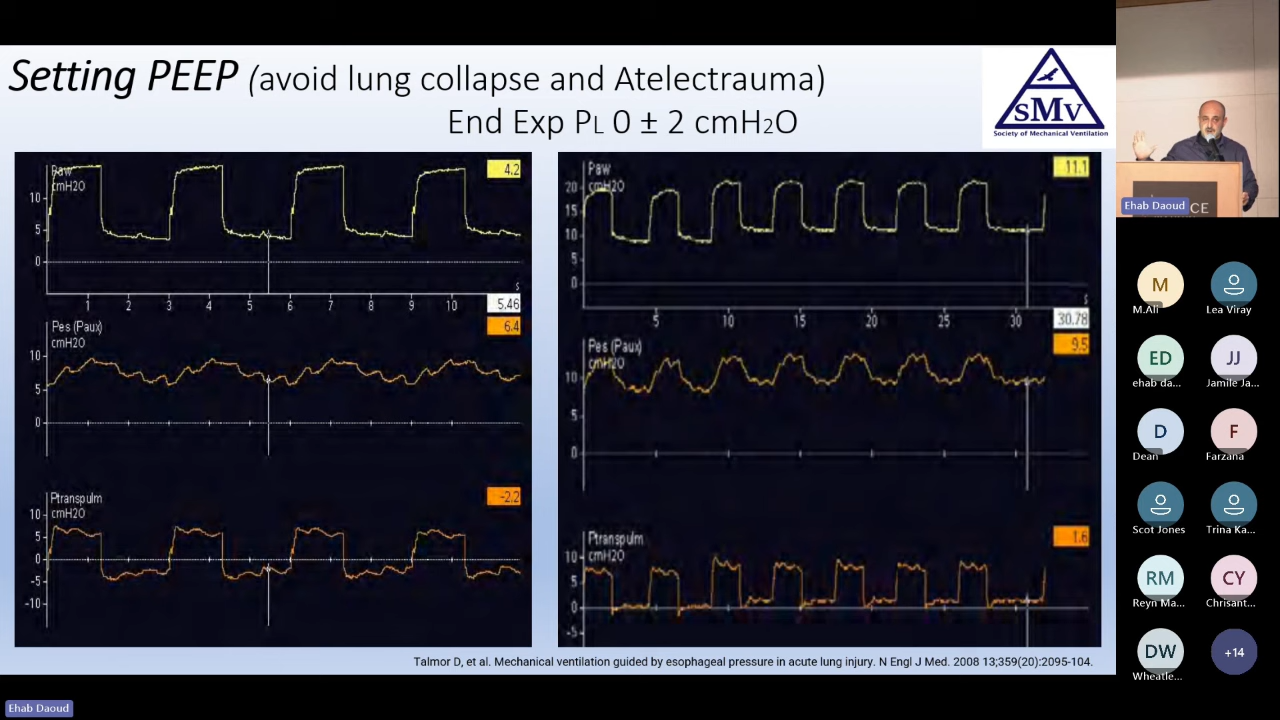 Setting PEEP (avoid lung collapse and Atelectrauma)
End Exp PL 0 ± 2 cmH2O
SMV
Society of Mechanical Ventilation
Paw
cmH2O
4.2
10
5
0
s
1 2 3 4 5 6 7 8 9 10
5.46
Pes (Paux)
cmH2O
6.4
10
5
0
Ptranspulm
cmH2O
-2.2
10
5
0
-5
-10
Paw
cmH2O
11.1
20
15
10
5
0
s
5 10 15 20 25 30
30.78
Pes (Paux)
cmH2O
9.5
10
5
0
Ptranspulm
cmH2O
1.6
10
5
0
-5
Talmor D, et al. Mechanical ventilation guided by esophageal pressure in acute lung injury. N Engl J Med. 2008 13;359(20):2095-104.
Ehab Daoud
CE
M
M.Ali
Lea Viray
ED
ehab da...
JJ
Jamile Ja...
D
Dean
F
Farzana
Scot Jones
Trina Ka...
RM
Reyn Ma...
CY
Chrisant...
DW
Wheatle...
+14
Ehab Daoud